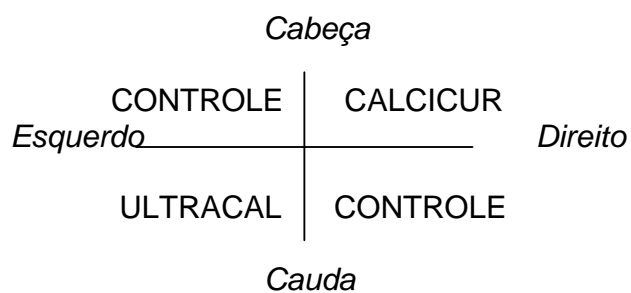 Cabeça
CONTROLE CALCICUR
Esquerdo Direito
ULTRACAL CONTROLE
Cauda